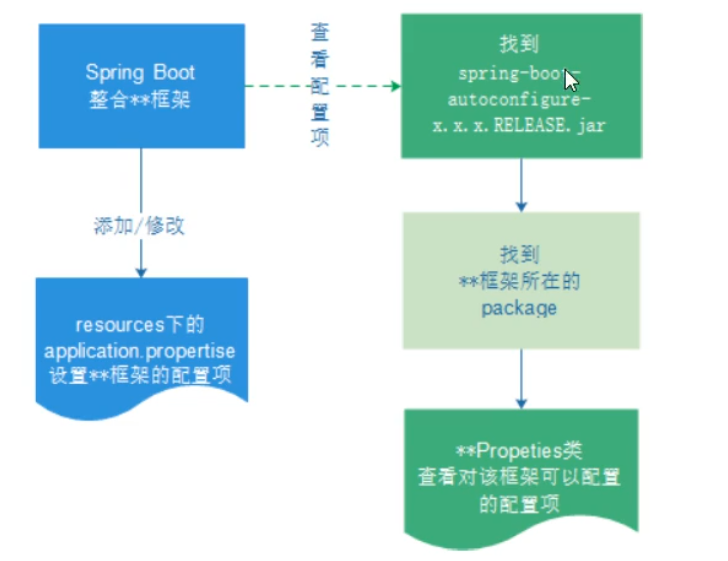 Spring Boot
整合**框架
查
看
配
置
项
找到
spring-boot-
autoconfigure-
x.x.x.RELEASE.jar
添加/修改
找到
**框架所在的
package
resources下的
application.propertise
设置**框架的配置项
**Propeties类
查看对该框架可以配置
的配置项